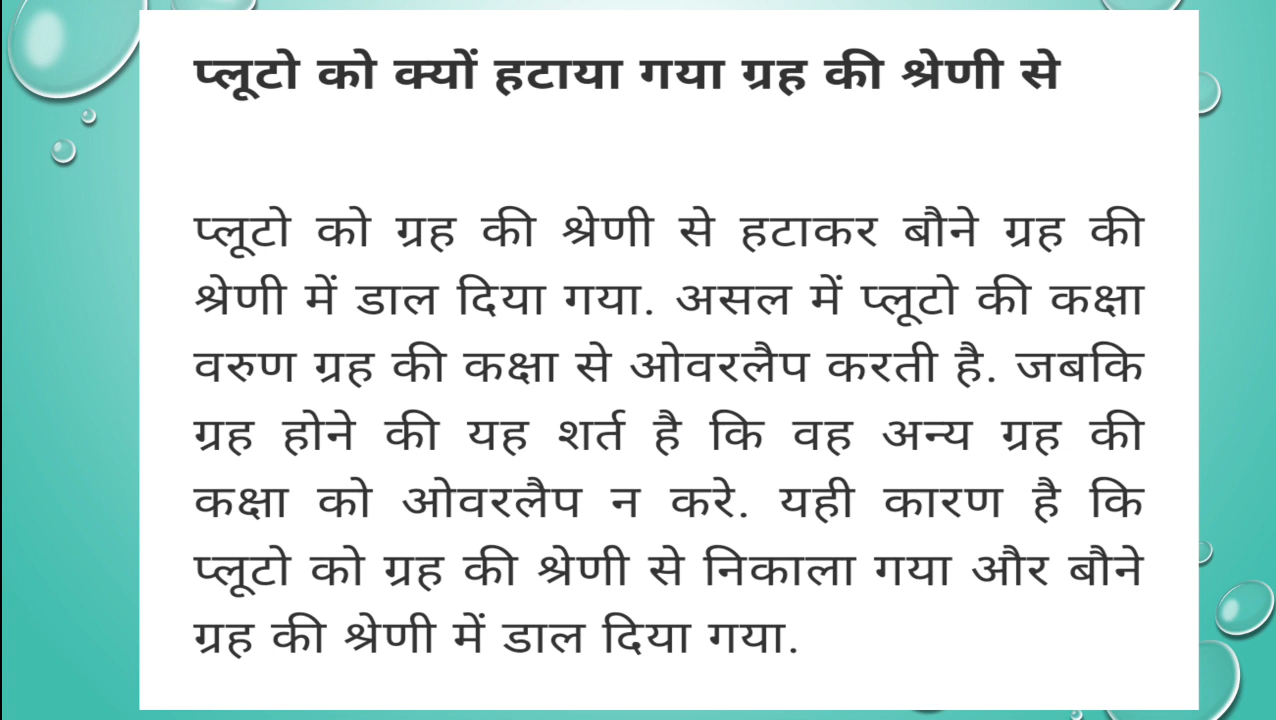 प्लूटो को क्यों हटाया गया ग्रह की श्रेणी से
प्लूटो को ग्रह की श्रेणी से हटाकर बौने ग्रह की
श्रेणी में डाल दिया गया. असल में प्लूटो की कक्षा
वरुण ग्रह की कक्षा से ओवरलैप करती है. जबकि
ग्रह होने की यह शर्त है कि वह अन्य ग्रह की
कक्षा को ओवरलैप न करे. यही कारण है कि
प्लूटो को ग्रह की श्रेणी से निकाला गया और बौने
ग्रह की श्रेणी में डाल दिया गया.